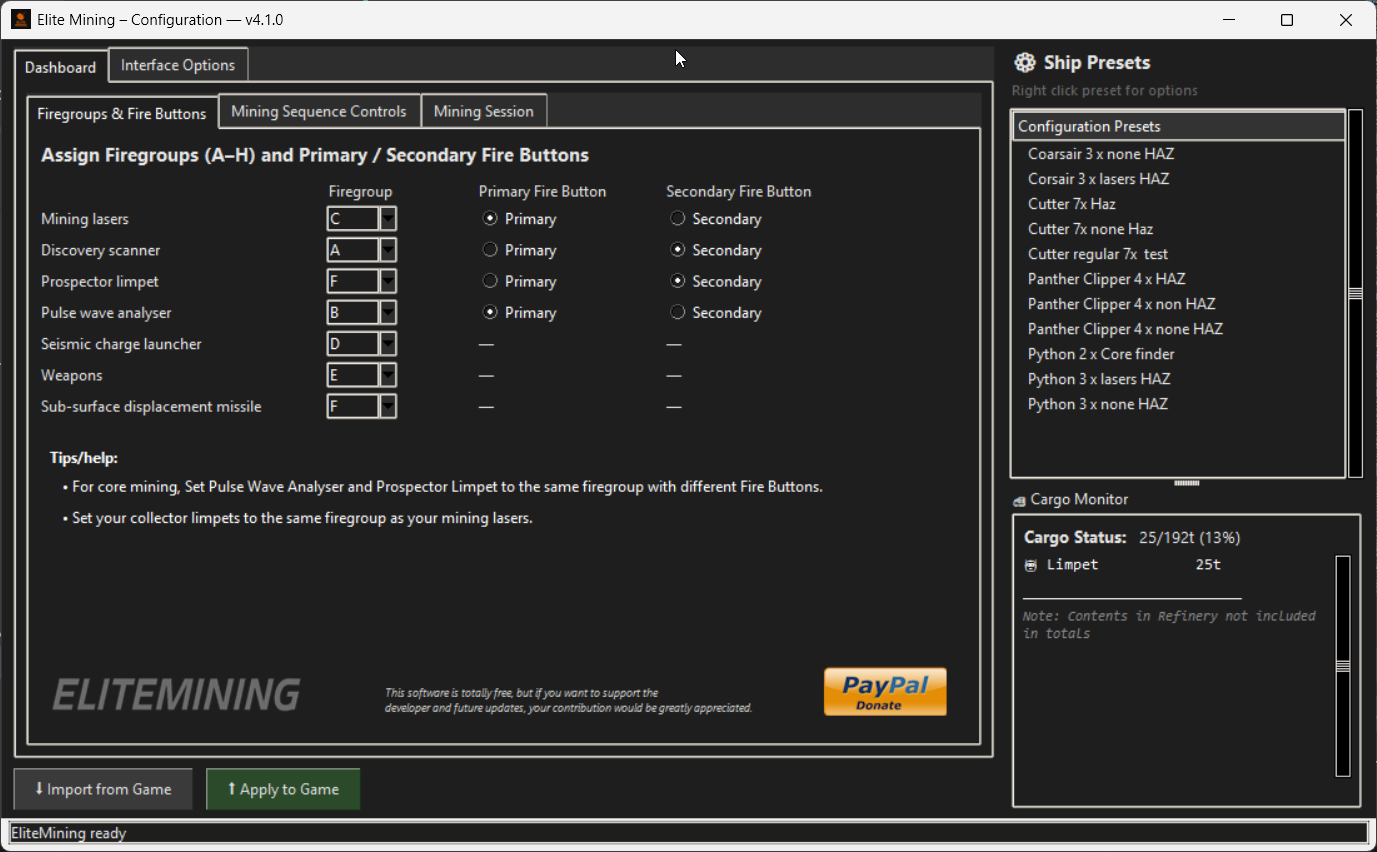 Elite Mining – Configuration — v4.1.0
Dashboard
Interface Options
Firegroups & Fire Buttons
Mining Sequence Controls
Mining Session
Assign Firegroups (A–H) and Primary / Secondary Fire Buttons
Firegroup Primary Fire Button Secondary Fire Button
Mining lasers C Primary Secondary
Discovery scanner A Primary Secondary
Prospector limpet F Primary Secondary
Pulse wave analyser B Primary Secondary
Seismic charge launcher D — —
Weapons E — —
Sub-surface displacement missile F — —
Tips/help:
• For core mining, Set Pulse Wave Analyser and Prospector Limpet to the same firegroup with different Fire Buttons.
• Set your collector limpets to the same firegroup as your mining lasers.
ELITEMINING
This software is totally free, but if you want to support the
developer and future updates, your contribution would be greatly appreciated.
PayPal
Donate
⬇ Import from Game
⬆ Apply to Game
Ship Presets
Right click preset for options
Configuration Presets
Coarsair 3 x none HAZ
Corsair 3 x lasers HAZ
Cutter 7x Haz
Cutter 7x none Haz
Cutter regular 7x  test
Panther Clipper 4 x HAZ
Panther Clipper 4 x non HAZ
Panther Clipper 4 x none HAZ
Python 2 x Core finder
Python 3 x lasers HAZ
Python 3 x none HAZ
Cargo Monitor
Cargo Status: 25/192t (13%)
Limpet 25t
Note: Contents in Refinery not included
in totals
EliteMining ready